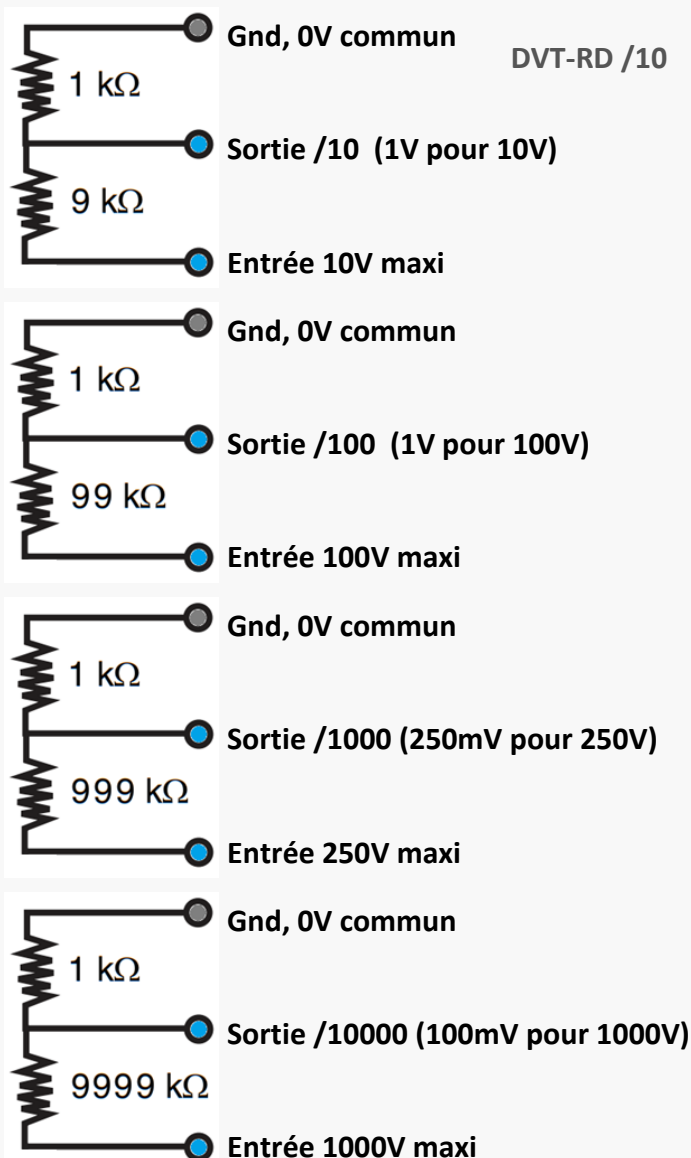 Gnd, 0V commun
DVT-RD /10
1 kΩ
Sortie /10 (1V pour 10V)
9 kΩ
Entrée 10V maxi
Gnd, 0V commun
1 kΩ
Sortie /100 (1V pour 100V)
99 kΩ
Entrée 100V maxi
Gnd, 0V commun
1 kΩ
Sortie /1000 (250mV pour 250V)
999 kΩ
Entrée 250V maxi
Gnd, 0V commun
1 kΩ
Sortie /10000 (100mV pour 1000V)
9999 kΩ
Entrée 1000V maxi